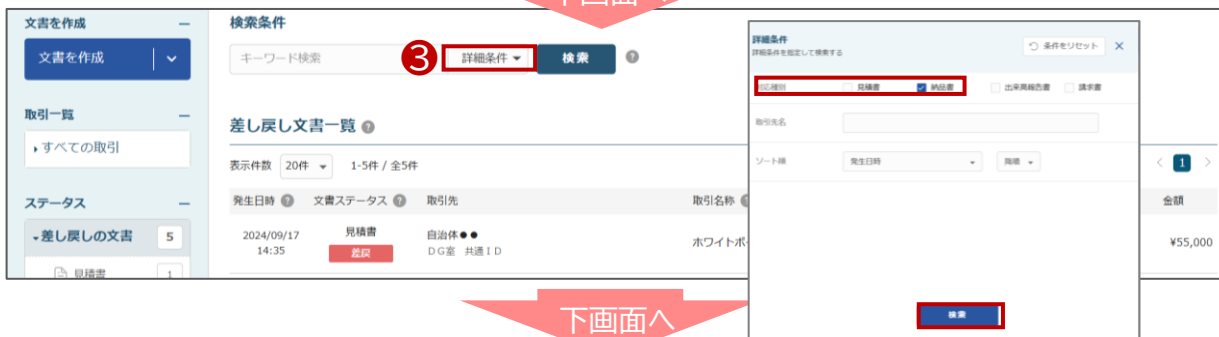 下画面へ
文書を作成
文書を作成
取引一覧
すべての取引
ステータス
差し戻しの文書 5
見積書 1
検索条件
キーワード検索
3 詳細条件 検索
差し戻し文書一覧
表示件数 20件 1-5件 / 全5件
発生日時 文書ステータス 取引先 取引名称 金額
2024/09/17 見積書 自治体●● ホワイトボ ¥55,000
14:35 差戻 DG室 共通ID
< 1 >
詳細条件
詳細条件を指定して検索する
条件をリセット
見積書 納品書 出来高報告書 請求書
取引先名
ソート順 発生日時 降順
検索
下画面へ